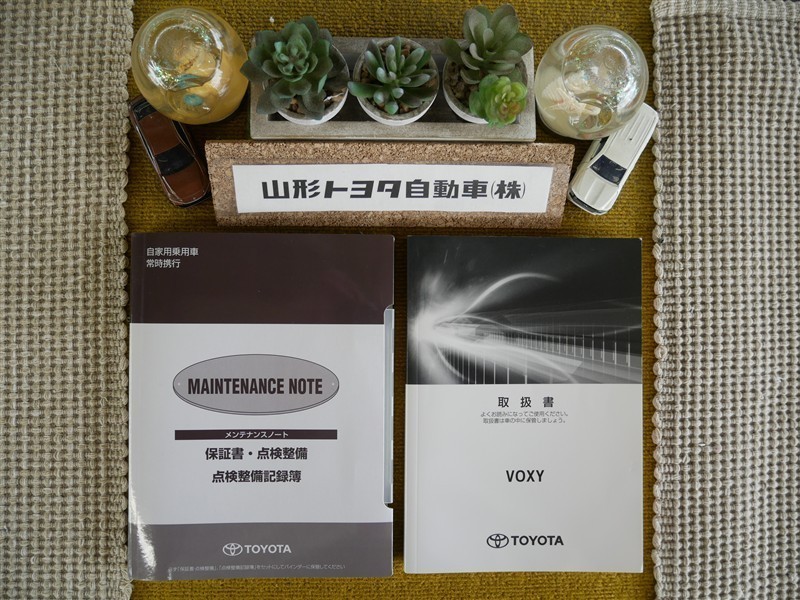 山形トヨタ自動車(株)
自家用乗用車
常時携行
MAINTENANCE NOTE
メンテナンスノート
保証書・点検整備
点検整備記録簿
TOYOTA
取扱書
よくお読みになってご使用ください。
取扱書は車の中に保管しましょう。
VOXY
TOYOTA